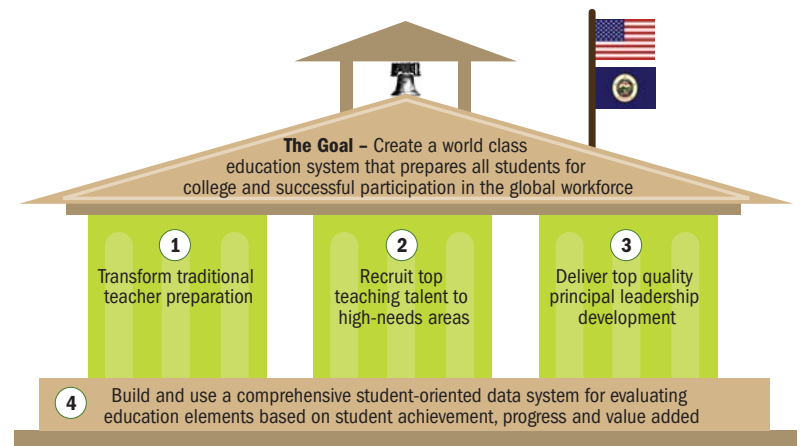 The Goal – Create a world class
education system that prepares all students for
college and successful participation in the global workforce
1
Transform traditional
teacher preparation
2
Recruit top
teaching talent to
high-needs areas
3
Deliver top quality
principal leadership
development
4
Build and use a comprehensive student-oriented data system for evaluating
education elements based on student achievement, progress and value added